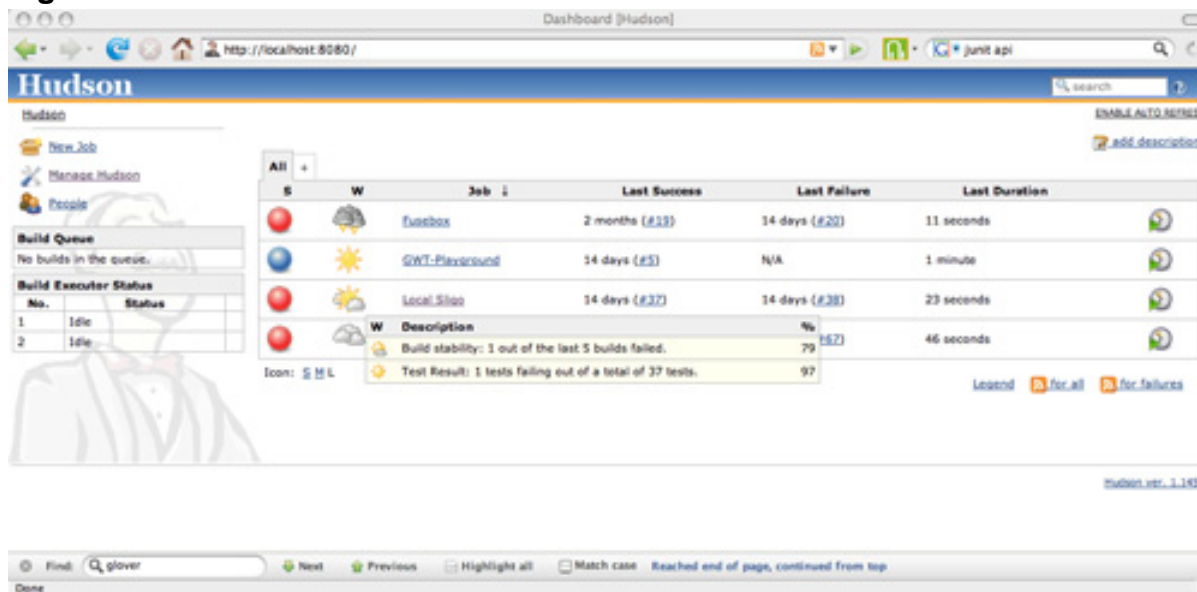 Dashboard [Hudson]
http://localhost:8080/
junit api
Hudson
search
Hudson
ENABLE AUTO REFRES
New Job
add description
Manage Hudson
People
All +
S W Job ↓ Last Success Last Failure Last Duration
Fusebox 2 months (#19) 14 days (#20) 11 seconds
GWT-Playground 14 days (#5) N/A 1 minute
Local Sligo 14 days (#37) 14 days (#38) 23 seconds
#67) 46 seconds
Build Queue
No builds in the queue.
Build Executor Status
No. Status
1 Idle
2 Idle
W Description %
Build stability: 1 out of the last 5 builds failed. 79
Test Result: 1 tests failing out of a total of 37 tests. 97
Icon: S M L
Legend for all for failures
Hudson ver. 1.145
Find: glover Next Previous Highlight all Match case Reached end of page, continued from top
Done